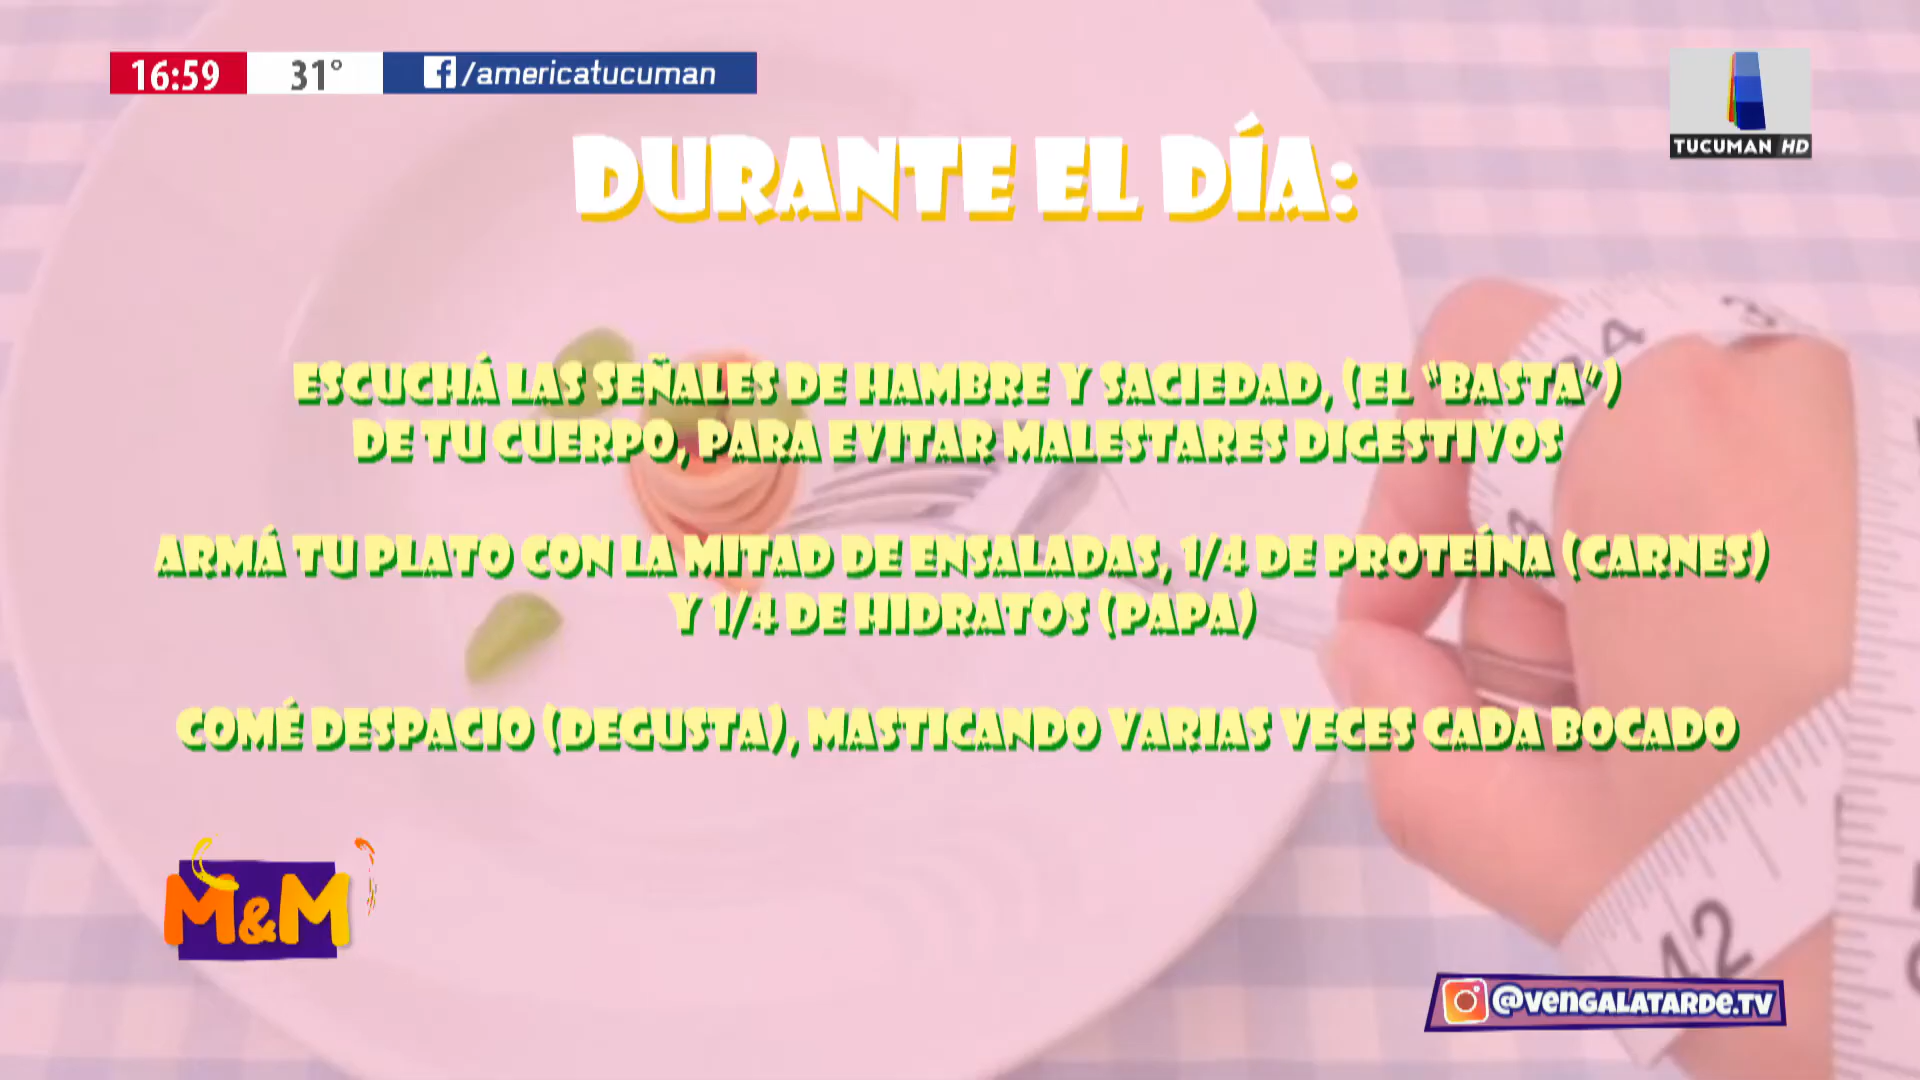 16:59 31° /americatucuman
TUCUMAN HD
DURANTE EL DÍA:
ESCUCHÁ LAS SEÑALES DE HAMBRE Y SACIEDAD, (EL "BASTA")
DE TU CUERPO, PARA EVITAR MALESTARES DIGESTIVOS
ARMÁ TU PLATO CON LA MITAD DE ENSALADAS, 1/4 DE PROTEÍNA (CARNES)
Y 1/4 DE HIDRATOS (PAPA)
COMÉ DESPACIO (DEGUSTA), MASTICANDO VARIAS VECES CADA BOCADO
M&M
42
@VENGALATARDE.TV